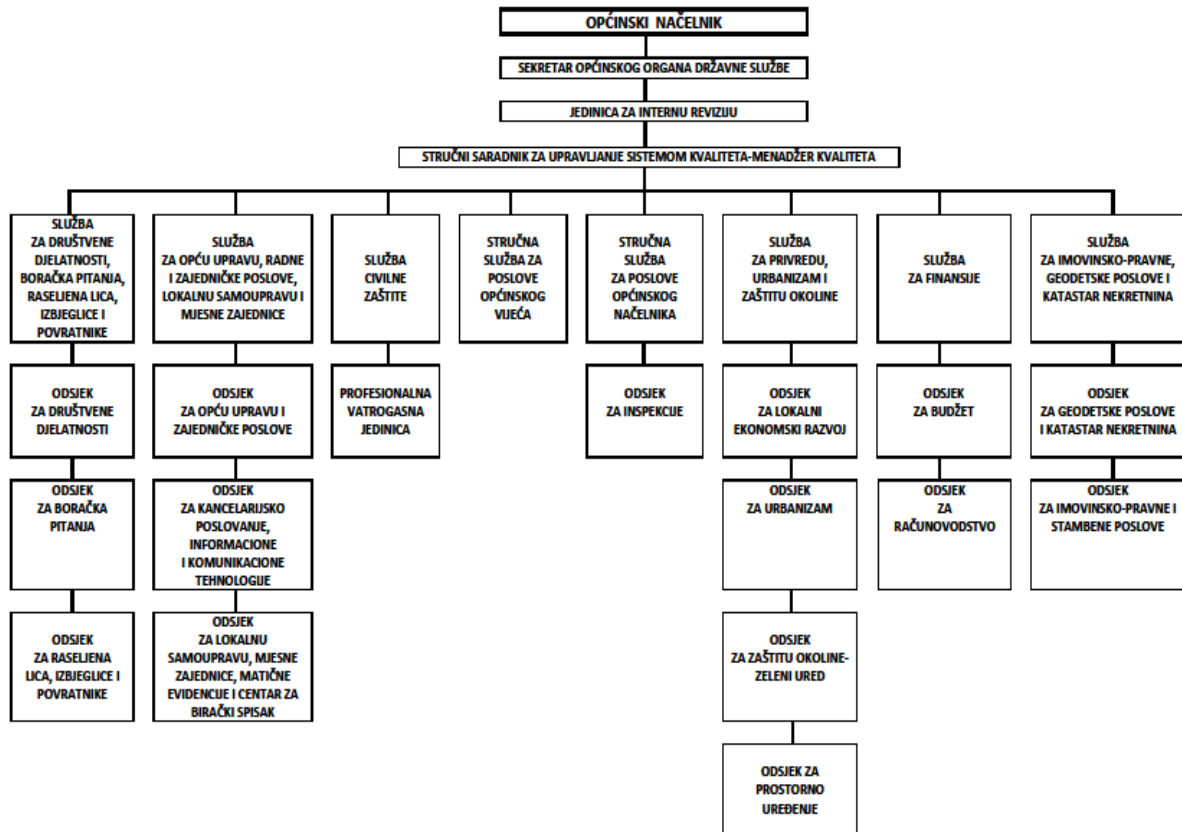 OPĆINSKI NAČELNIK
SEKRETAR OPĆINSKOG ORGANA DRŽAVNE SLUŽBE
JEDINICA ZA INTERNU REVIZIJU
STRUČNI SARADNIK ZA UPRAVLJANJE SISTEMOM KVALITETA-MENADŽER KVALITETA
SLUŽBA
ZA DRUŠTVENE
DJELATNOSTI,
BORAČKA PITANJA,
RASELJENA LICA,
IZBJEGLICE I
POVRATNIKE
SLUŽBA
ZA OPĆU UPRAVU, RADNE
I ZAJEDNIČKE POSLOVE,
LOKALNU SAMOUPRAVU I
MJESNE ZAJEDNICE
SLUŽBA
CIVILNE
ZAŠTITE
STRUČNA
SLUŽBA ZA
POSLOVE
OPĆINSKOG
VIJEĆA
STRUČNA
SLUŽBA
ZA POSLOVE
OPĆINSKOG
NAČELNIKA
SLUŽBA
ZA PRIVREDU,
URBANIZAM I
ZAŠTITU OKOLINE
SLUŽBA
ZA FINANSIJE
SLUŽBA
ZA IMOVINSKO-PRAVNE,
GEODETSKE POSLOVE I
KATASTAR NEKRETNINA
ODSJEK
ZA DRUŠTVENE
DJELATNOSTI
ODSJEK
ZA OPĆU UPRAVU I
ZAJEDNIČKE POSLOVE
PROFESIONALNA
VATROGASNA
JEDINICA
ODSJEK
ZA INSPEKCIJE
ODSJEK
ZA LOKALNI
EKONOMSKI RAZVOJ
ODSJEK
ZA BUDŽET
ODSJEK
ZA GEODETSKE POSLOVE
I KATASTAR NEKRETNINA
ODSJEK
ZA BORAČKA
PITANJA
ODSJEK
ZA KANCELARIJSKO
POSLOVANJE,
INFORMACIONE
I KOMUNIKACIONE
TEHNOLOGIJE
ODSJEK
ZA URBANIZAM
ODSJEK
ZA
RAČUNOVODSTVO
ODSJEK
ZA IMOVINSKO-PRAVNE I
STAMBENE POSLOVE
ODSJEK
ZA RASELJENA
LICA, IZBJEGLICE I
POVRATNIKE
ODSJEK
ZA LOKALNU
SAMOUPRAVU, MJESNE
ZAJEDNICE, MATIČNE
EVIDENCIJE I CENTAR ZA
BIRAČKI SPISAK
ODSJEK
ZA ZAŠTITU OKOLINE-
ZELENI URED
ODSJEK ZA
PROSTORNO
UREĐENJE